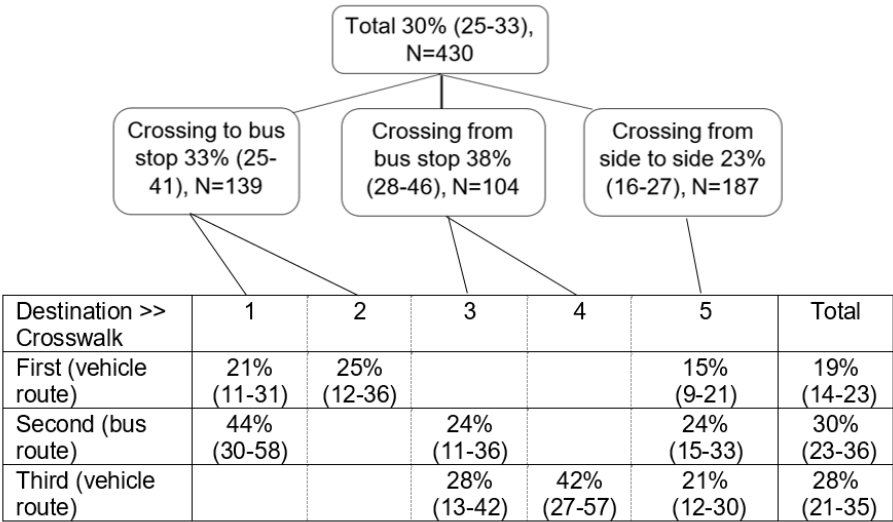 Total 30% (25-33),
N=430
Crossing to bus
stop 33% (25-
41), N=139
Crossing from
bus stop 38%
(28-46), N=104
Crossing from
side to side 23%
(16-27), N=187
Destination >> 1 2 3 4 5 Total
Crosswalk
First (vehicle 21% 25% 15% 19%
route) (11-31) (12-36) (9-21) (14-23)
Second (bus 44% 24% 24% 30%
route) (30-58) (11-36) (15-33) (23-36)
Third (vehicle 28% 42% 21% 28%
route) (13-42) (27-57) (12-30) (21-35)